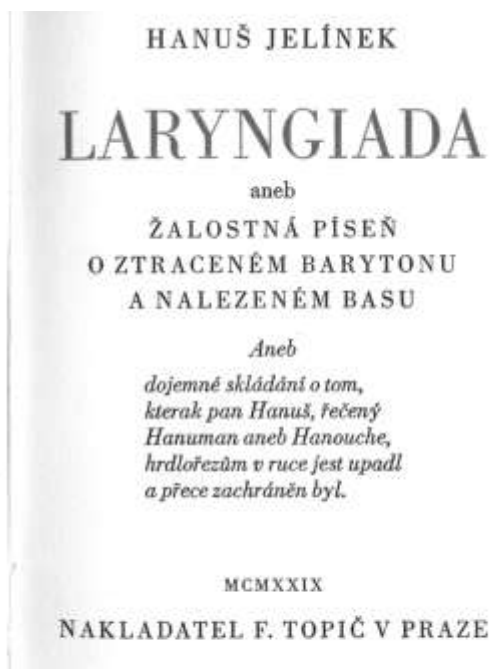 HANUŠ JELÍNEK
LARYNGIADA
aneb
ŽALOSTNÁ PÍSEŇ
O ZTRACENÉM BARYTONU
A NALEZENÉM BASU
Aneb
dojemné skládání o tom,
kterak pan Hanuš, řečený
Hanuman aneb Hanouche,
hrdlořezům v ruce jest upadl
a přece zachráněn byl.
MCMXXIX
NAKLADATEL F. TOPIČ V PRAZE